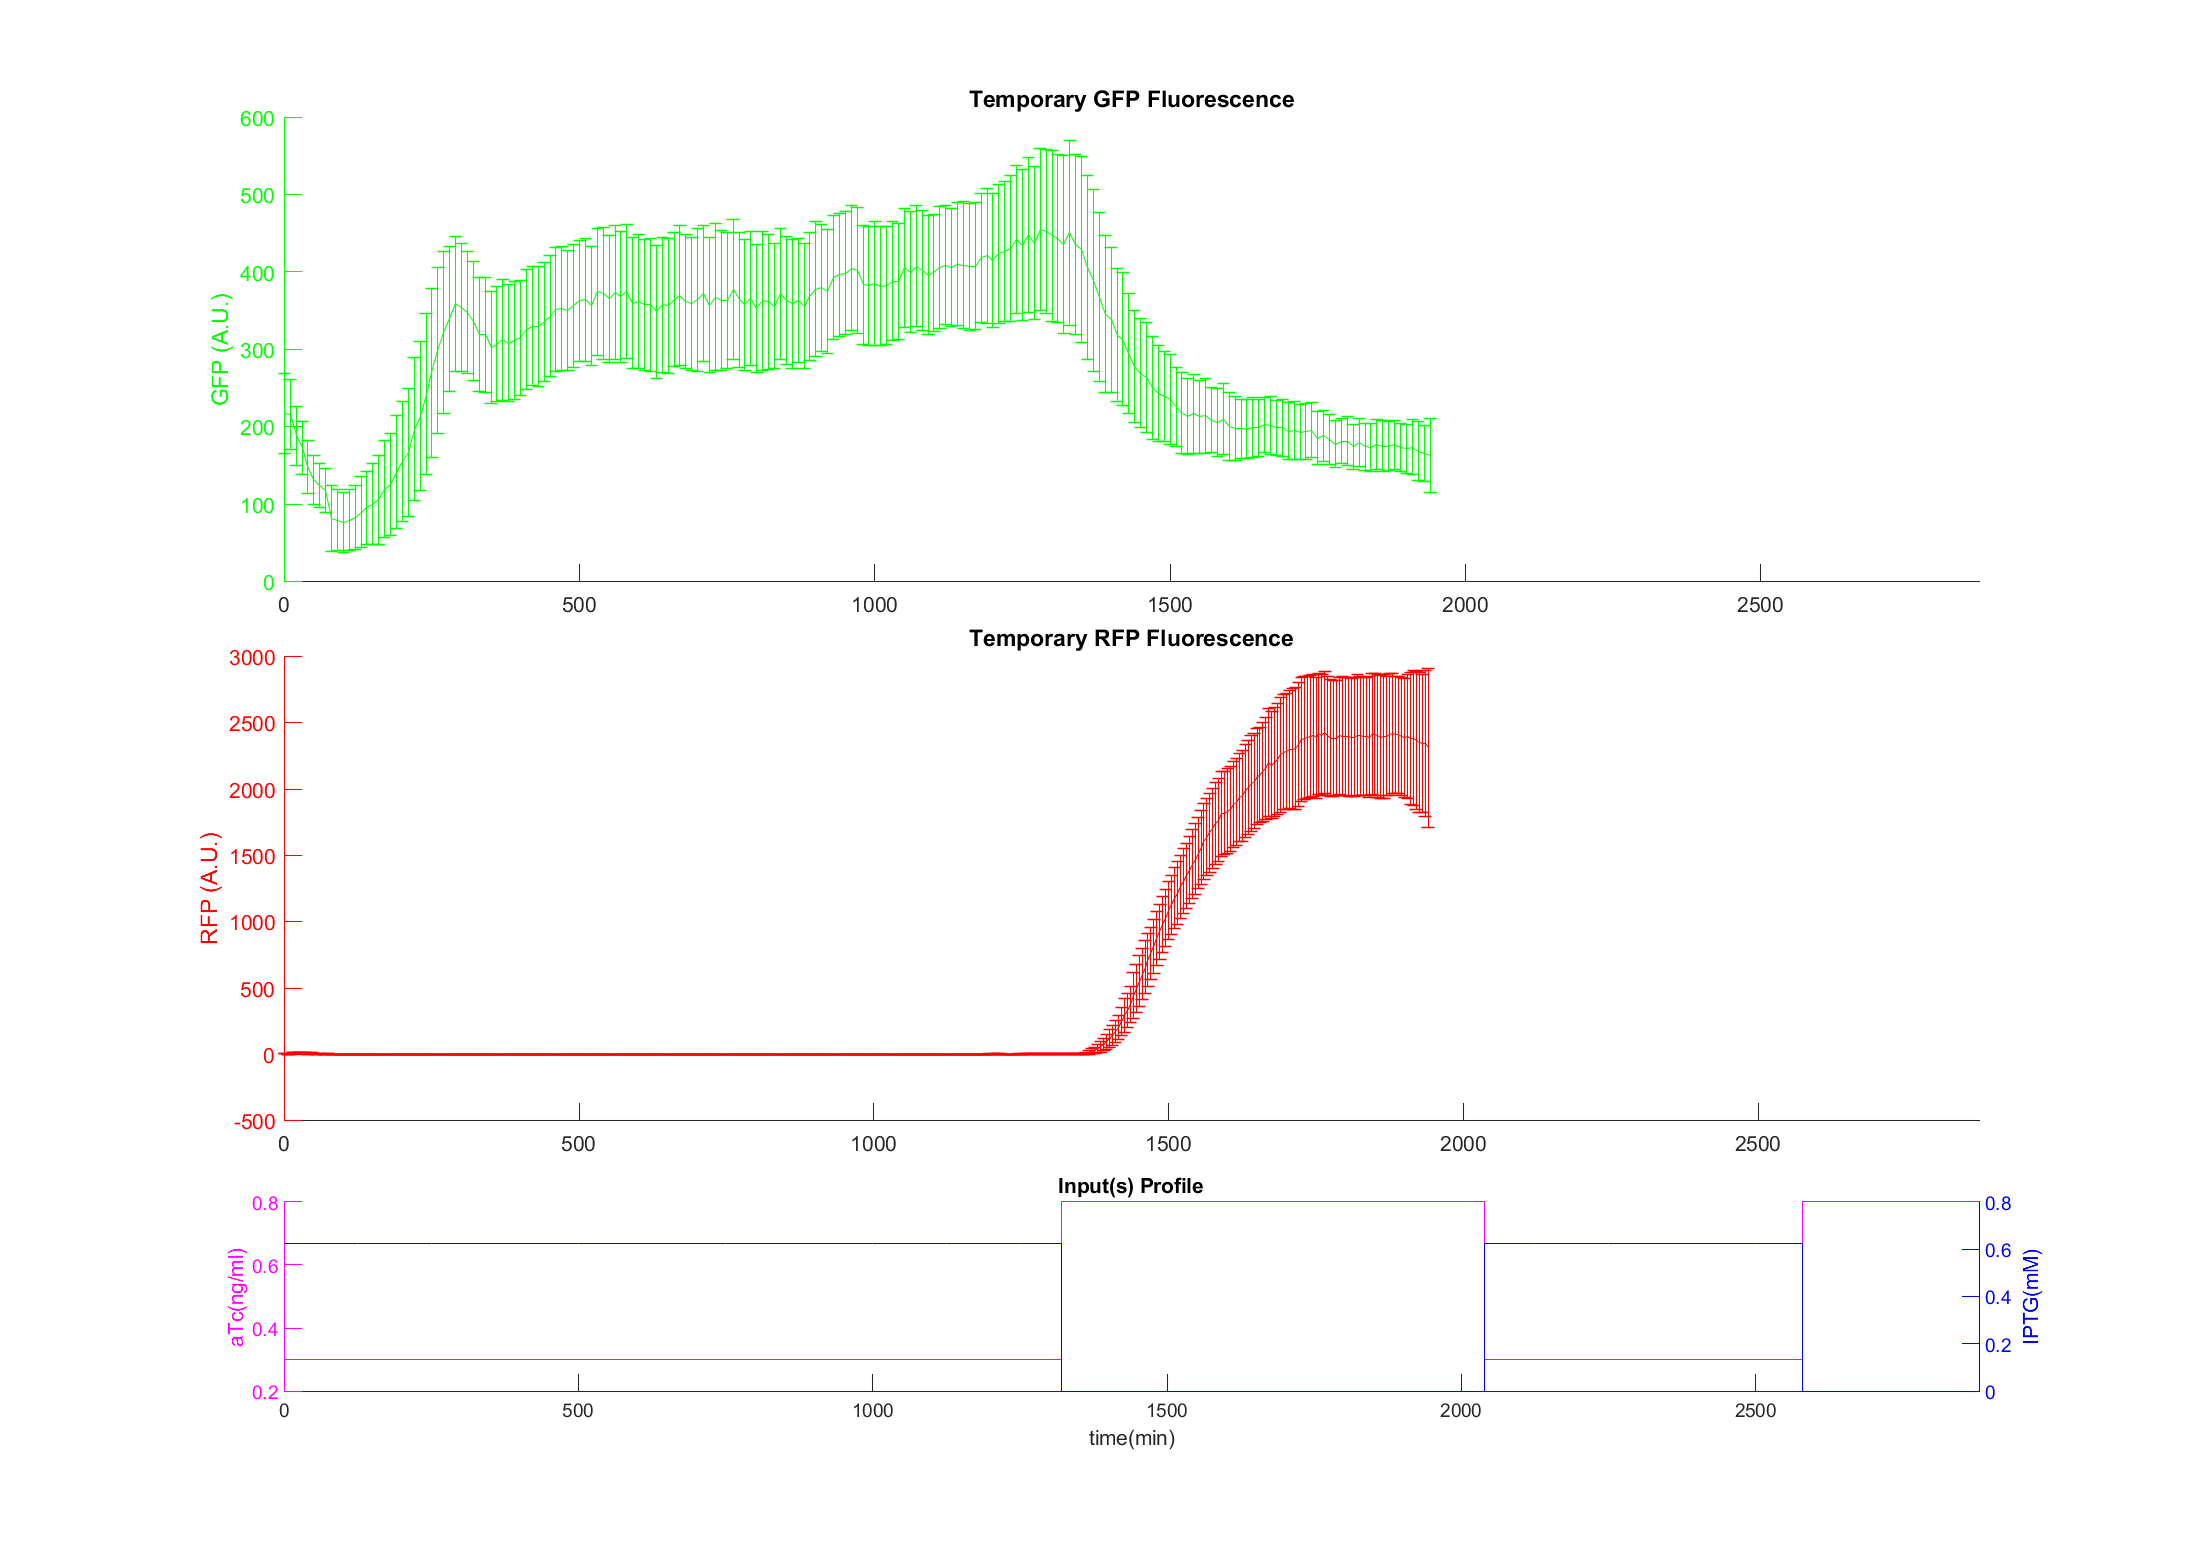 Temporary GFP Fluorescence
600
500
400
300
200
100
0
GFP (A.U.)
0 500 1000 1500 2000 2500
Temporary RFP Fluorescence
3000
2500
2000
1500
1000
500
0
-500
RFP (A.U.)
0 500 1000 1500 2000 2500
Input(s) Profile
0.8
0.6
0.4
0.2
aTc(ng/ml)
0.8
0.6
0.4
0.2
0
IPTG(mM)
0 500 1000 1500 2000 2500
time(min)